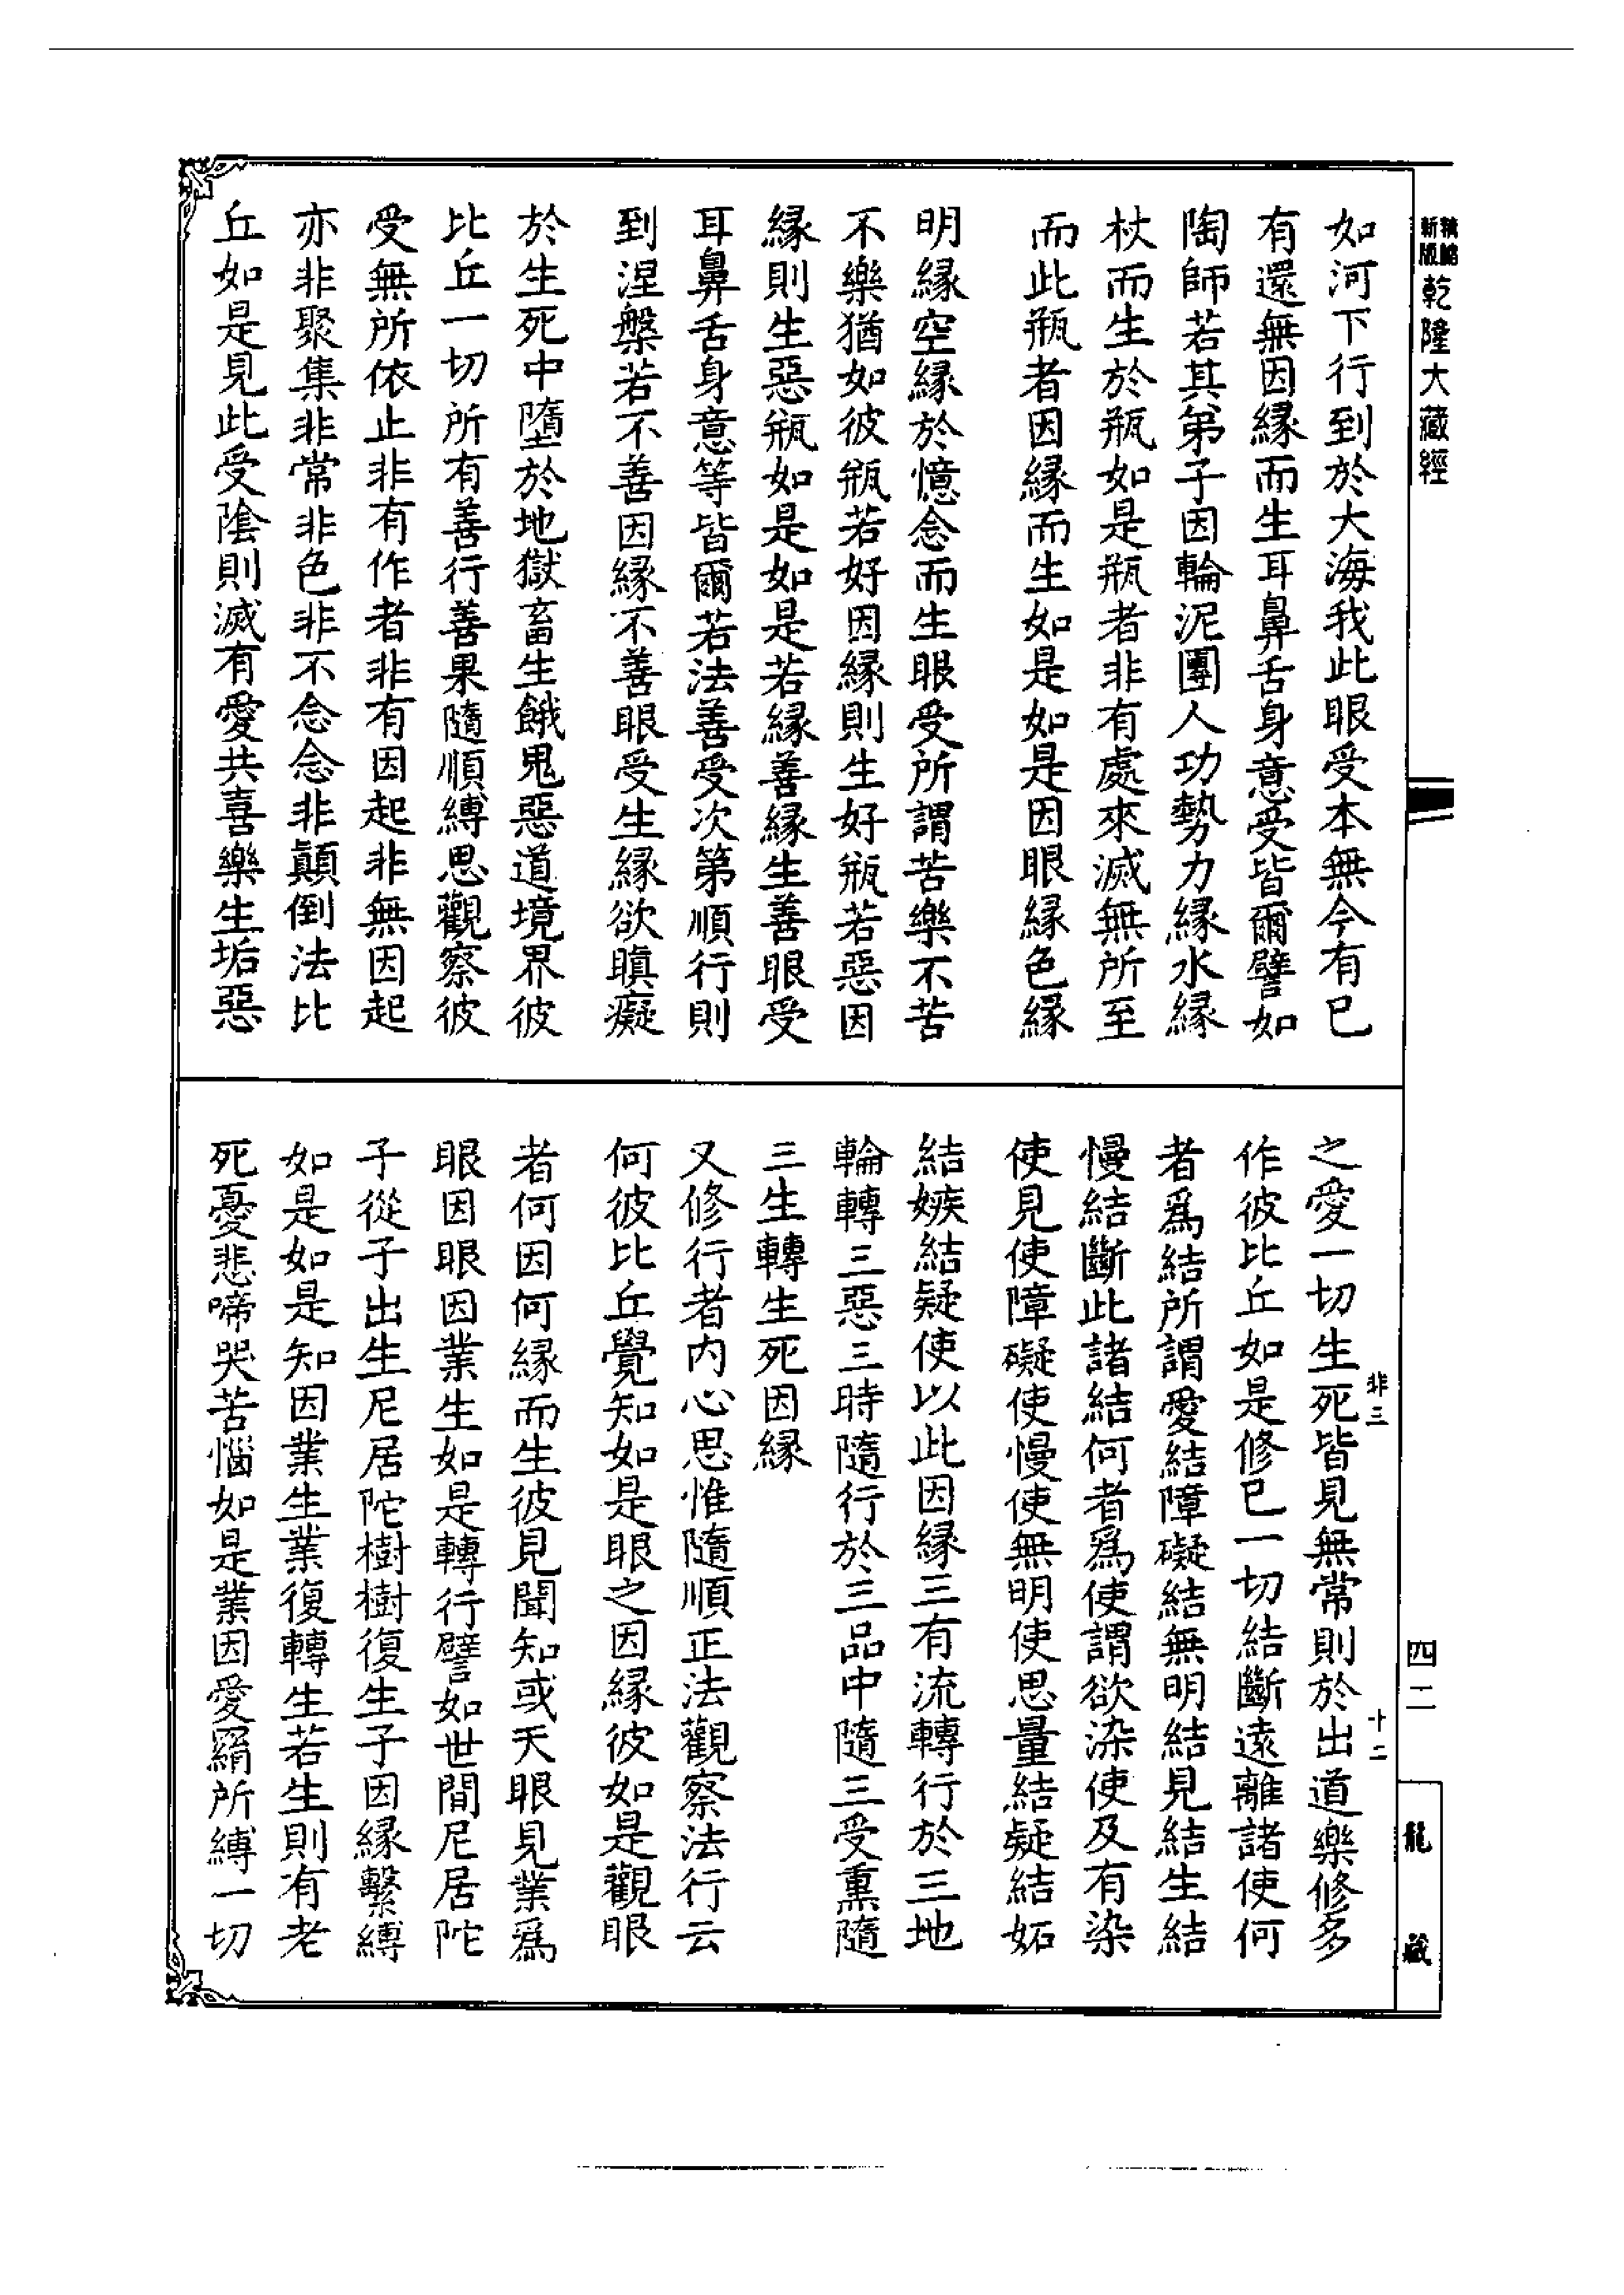 新版精縮乾隆大藏經
如河下行到於大海我此眼受本無今有已
有還無因緣而生耳鼻舌身意受皆爾譬如
陶師若其弟子因輪泥團人功勢力緣水緣
杖而生於瓶如是瓶者非有處來滅無所至
而此瓶者因緣而生如是如是因眼緣色緣
明緣空緣於憶念而生眼受所謂苦樂不苦
不樂猶如彼瓶若好因緣則生好瓶若惡因
緣則生惡瓶如是如是若緣善緣生善眼受
耳鼻舌身意等皆爾若法善受次第順行則
到涅槃若不善因緣不善眼受生緣欲瞋癡
於生死中墮於地獄畜生餓鬼惡道境界彼
比丘一切所有善行善果隨順縛思觀察彼
受無所依止非有作者非有因起非無因起
亦非聚集非常非色非不念念非顛倒法比
丘如是見此受陰則滅有愛共喜樂生垢惡
之愛一切生死皆見無常則於出道樂修多
作彼比丘如是修已一切結斷遠離諸使何
者爲結所謂愛結障礙結無明結見結生結
慢結斷此諸結何者爲使謂欲染使及有染
使見使障礙使慢使無明使思量結疑結妬
結嫉結疑使以此因緣三有流轉行於三地
輪轉三惡三時隨行於三品中隨三受熏隨
三生轉生死因緣
又修行者内心思惟隨順正法觀察法行云
何彼比丘覺知如是眼之因緣彼如是觀眼
者何因何緣而生彼見聞知或天眼見業爲
眼因眼因業生如是轉行譬如世間尼居陀
子從子出生尼居陀樹樹復生子因緣繫縛
如是如是知因業生業復轉生若生則有老
死憂悲啼哭苦惱如是業因愛羂所縛一切
非三
十二
四二
龍藏